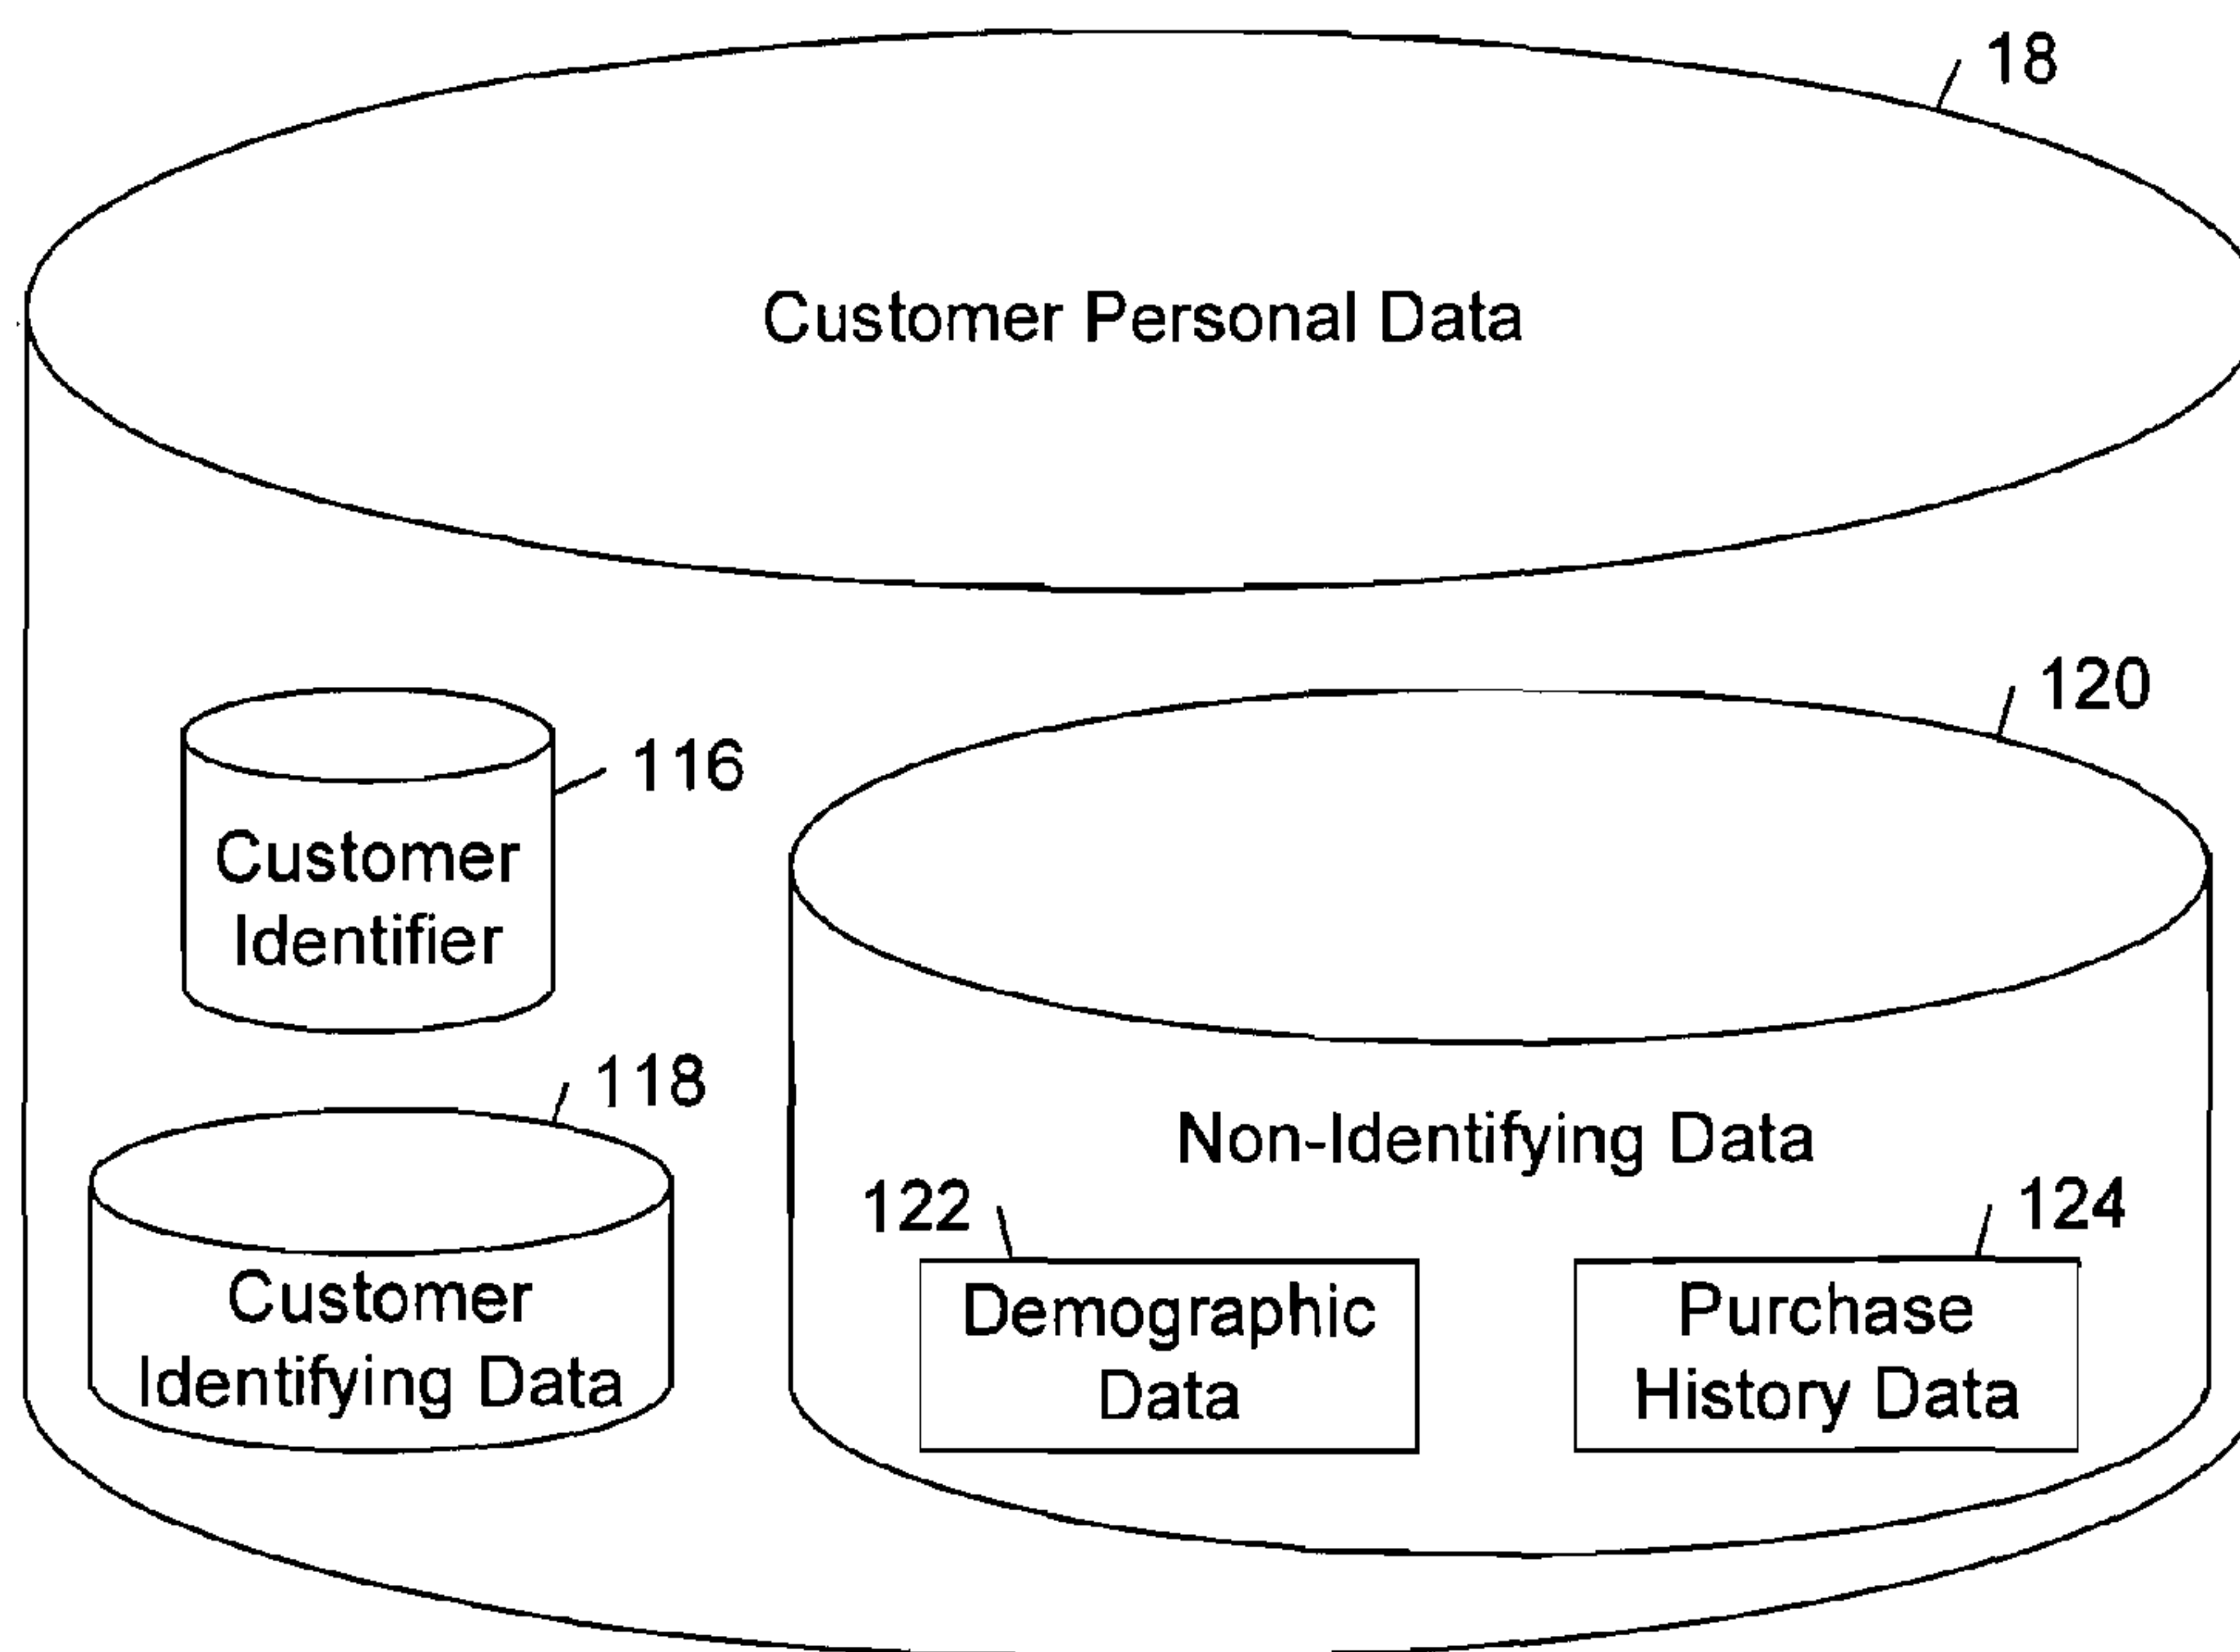 18
Customer Personal Data
120
116
Customer
Identifier
118
Customer
Identifying Data
Non-Identifying Data
122
124
Demographic
Data
Purchase
History Data